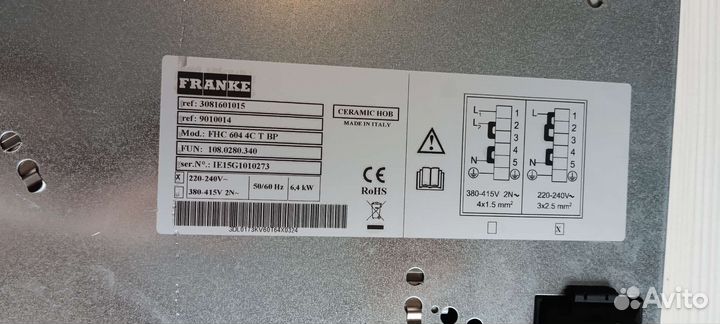 FRANKE
ref: 3081601015
ref: 9010014
Mod.: FHC 604 4C T BP
FUN: 108.0280.340
ser.N°.: IE15G1010273
X 220-240V~
380-415V 2N~
50/60 Hz
6,4 kW
3DL0173KV60T64X0324
CERAMIC HOB
MADE IN ITALY
CE
RoHS
L1 1
L2 2
3
N 4
5
380-415V 2N~
4x1.5 mm²
L 1
2
3
N 4
5
220-240V~
3x2.5 mm²
X
Avito